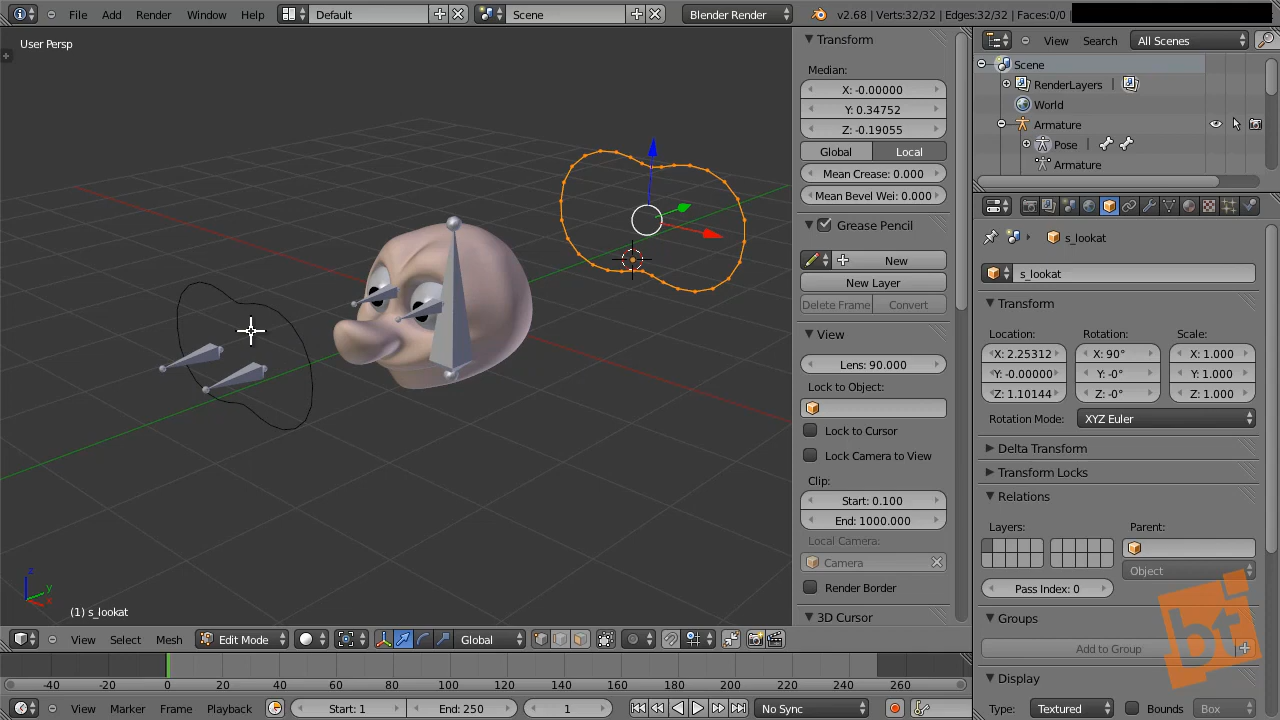 File Add Render Window Help Default Scene Blender Render v2.68 | Verts:32/32 | Edges:32/32 | Faces:0/0 |
User Persp
(1) s_lookat
z
y
x
View Select Mesh Edit Mode Global
Transform
Median:
X: -0.00000
Y: 0.34752
Z: -0.19055
Global Local
Mean Crease: 0.000
Mean Bevel Wei: 0.000
Grease Pencil
New
New Layer
Delete Frame Convert
View
Lens: 90.000
Lock to Object:
Lock to Cursor
Lock Camera to View
Clip:
Start: 0.100
End: 1000.000
Local Camera:
Camera
Render Border
3D Cursor
View Search All Scenes
Scene
RenderLayers |
World
Armature
Pose |
Armature
s_lookat
s_lookat
Transform
Location: Rotation: Scale:
X: 2.25312 X: 90° X: 1.000
Y: -0.00000 Y: -0° Y: 1.000
Z: 1.10144 Z: -0° Z: 1.000
Rotation Mode: XYZ Euler
Delta Transform
Transform Locks
Relations
Layers: Parent:
Object
Pass Index: 0
Groups
Add to Group
Display
Type: Textured Bounds Box
bt
-40 -20 0 20 40 60 80 100 120 140 160 180 200 220 240 260
View Marker Frame Playback Start: 1 End: 250 1 No Sync